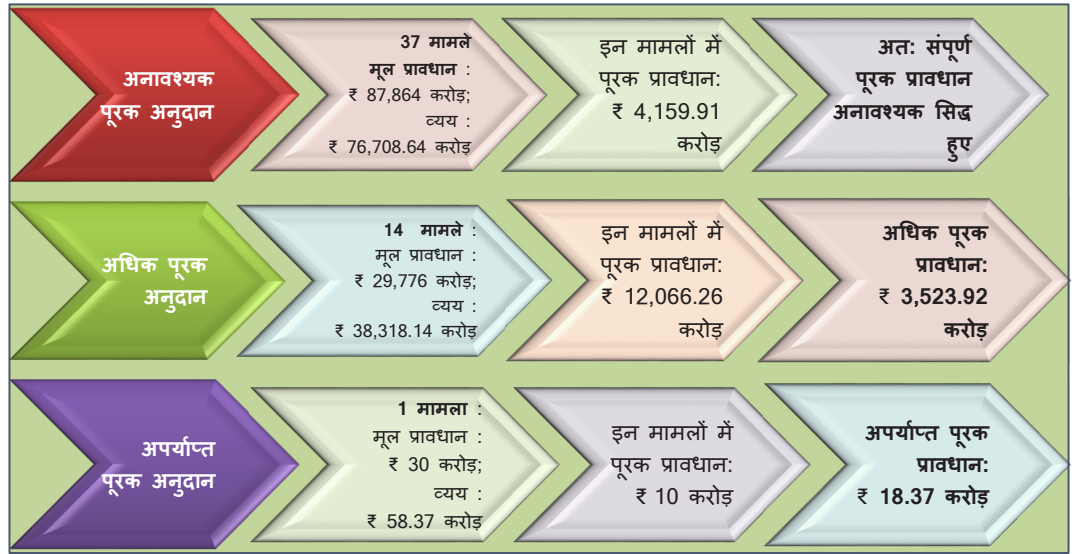 अनावश्यक
पूरक अनुदान
37 मामले
मूल प्रावधान :
₹ 87,864 करोड़;
व्यय :
₹ 76,708.64 करोड़
इन मामलों में
पूरक प्रावधान:
₹ 4,159.91
करोड़
अत: संपूर्ण
पूरक प्रावधान
अनावश्यक सिद्ध
हुए
अधिक पूरक
अनुदान
14 मामले :
मूल प्रावधान :
₹ 29,776 करोड़;
व्यय :
₹ 38,318.14 करोड़
इन मामलों में
पूरक प्रावधान:
₹ 12,066.26
करोड़
अधिक पूरक
प्रावधान:
₹ 3,523.92
करोड़
अपर्याप्त
पूरक अनुदान
1 मामला :
मूल प्रावधान :
₹ 30 करोड़;
व्यय :
₹ 58.37 करोड़
इन मामलों में
पूरक प्रावधान:
₹ 10 करोड़
अपर्याप्त पूरक
प्रावधान:
₹ 18.37 करोड़